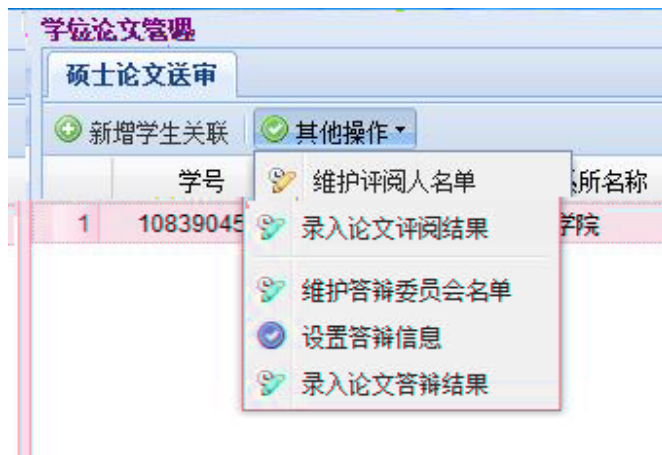 学位论文管理
硕士论文送审
新增学生关联 其他操作
学号
维护评阅人名单
所名称
1 10839045
录入论文评阅结果
学院
维护答辩委员会名单
设置答辩信息
录入论文答辩结果